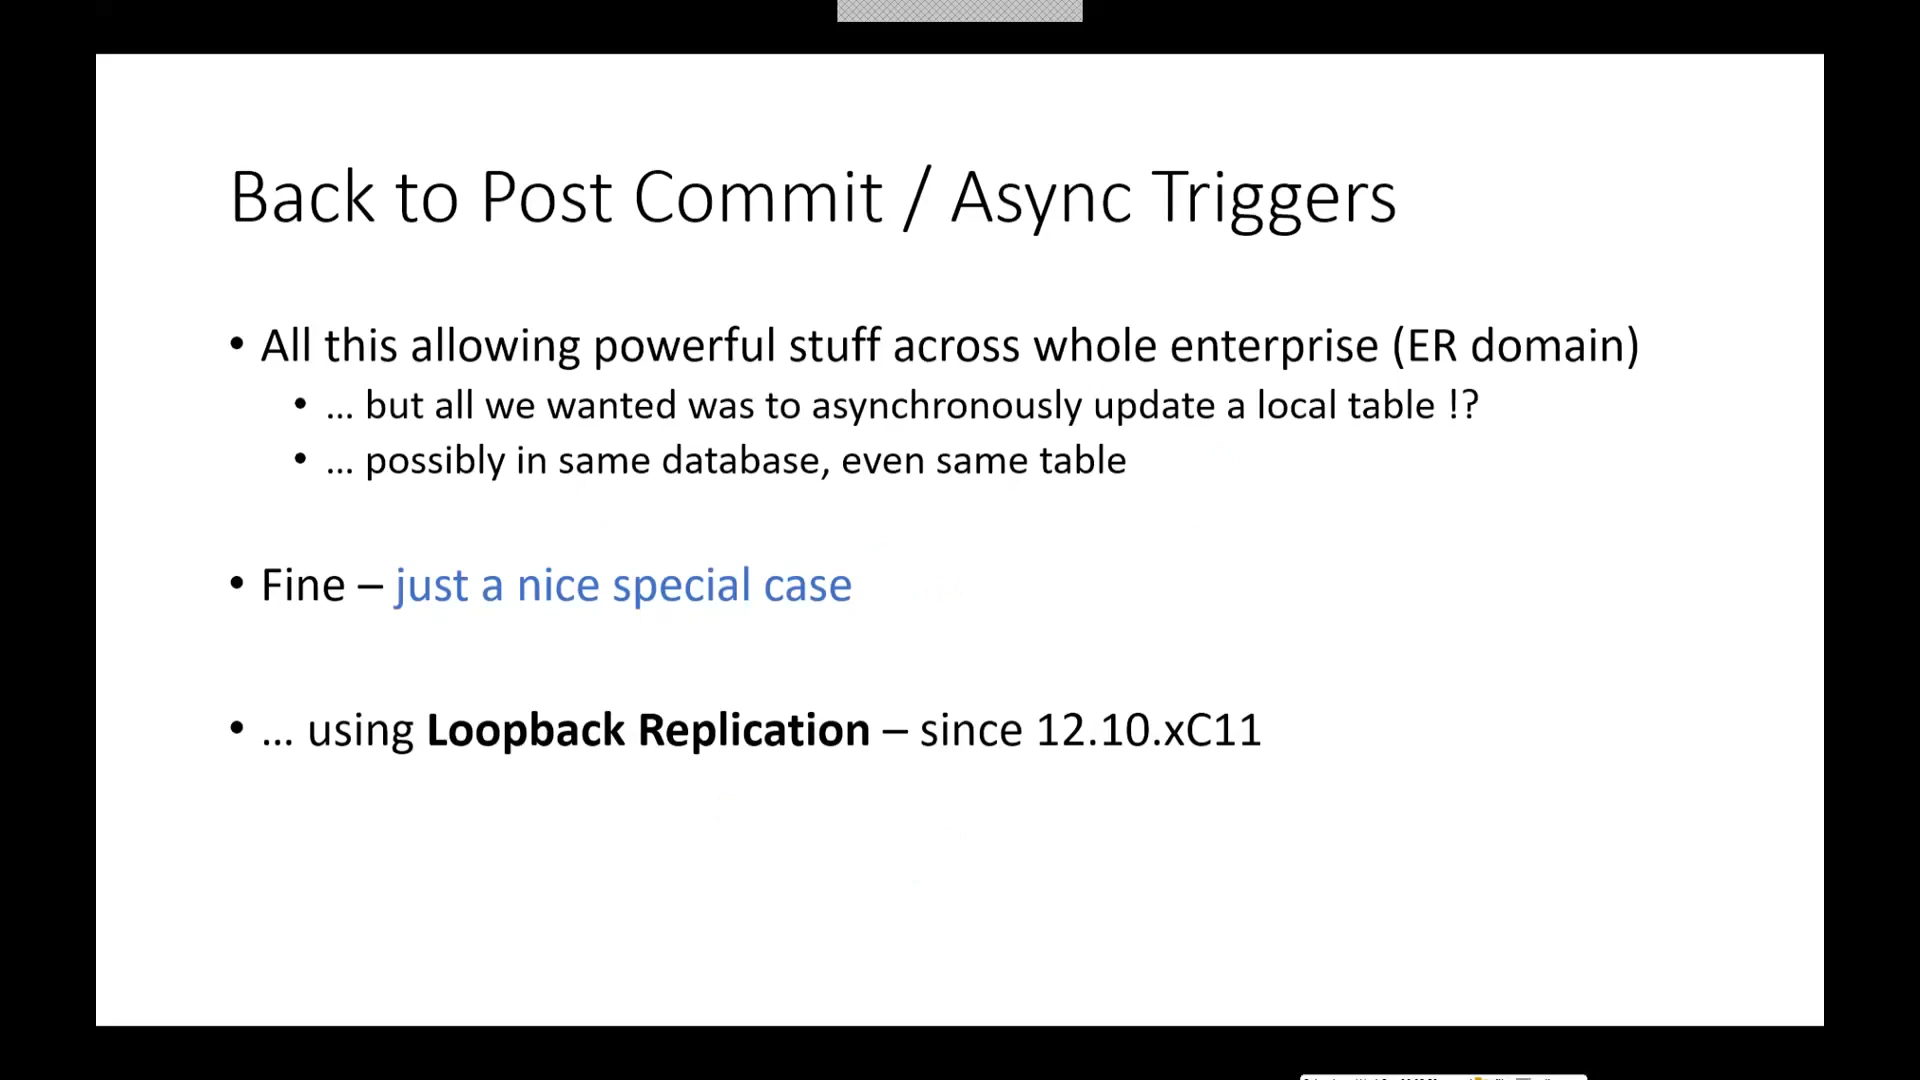 Back to Post Commit / Async Triggers
• All this allowing powerful stuff across whole enterprise (ER domain)
• ... but all we wanted was to asynchronously update a local table !?
• ... possibly in same database, even same table
• Fine – just a nice special case
• ... using Loopback Replication – since 12.10.xC11